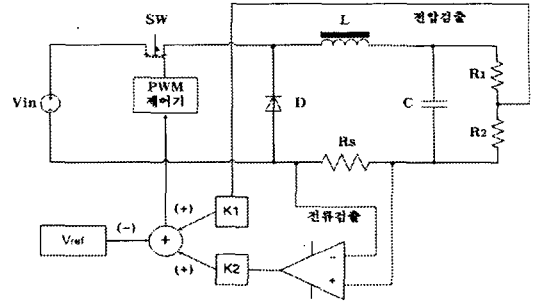 SW
L
전압검출
Vin
PWM
제어기
D
C
R1
R2
Rs
(+)
K1
전류검출
(-)
Vref
+
(+)
K2
-
+